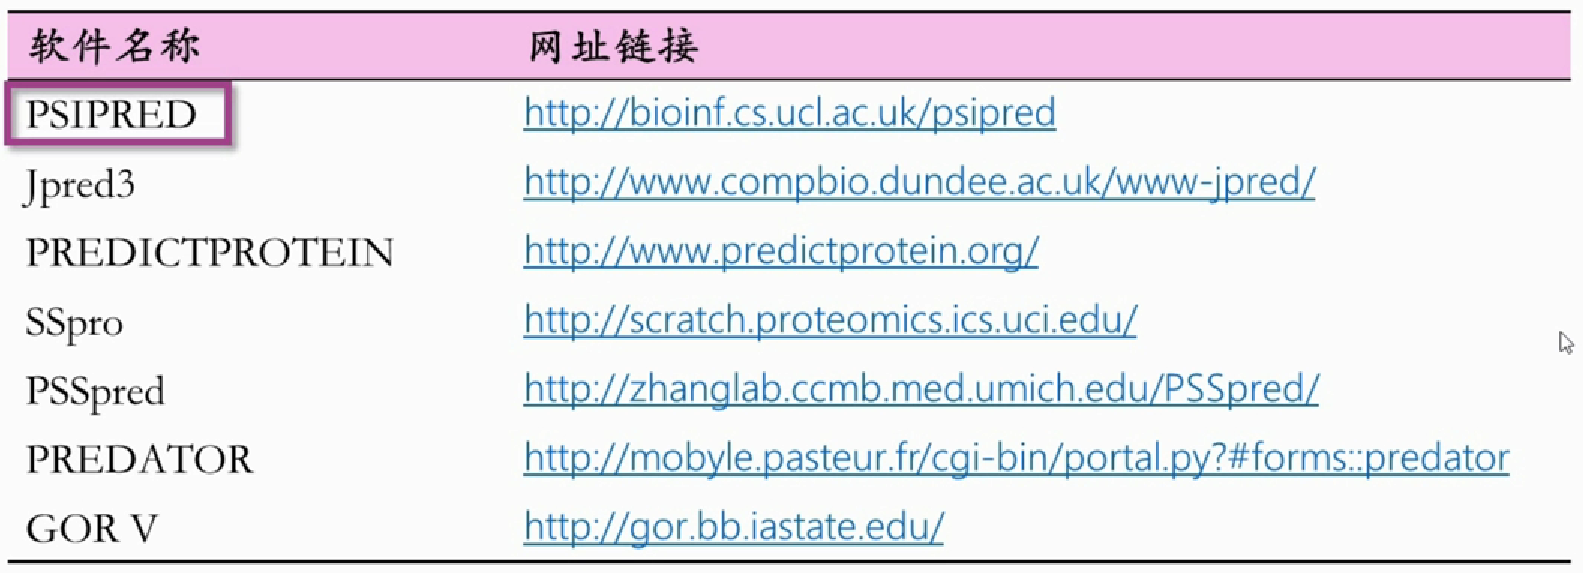 软件名称 网址链接
PSIPRED http://bioinf.cs.ucl.ac.uk/psipred
Jpred3 http://www.compbio.dundee.ac.uk/www-jpred/
PREDICTPROTEIN http://www.predictprotein.org/
SSpro http://scratch.proteomics.ics.uci.edu/
PSSpred http://zhanglab.ccmb.med.umich.edu/PSSpred/
PREDATOR http://mobyle.pasteur.fr/cgi-bin/portal.py?#forms::predator
GOR V http://gor.bb.iastate.edu/